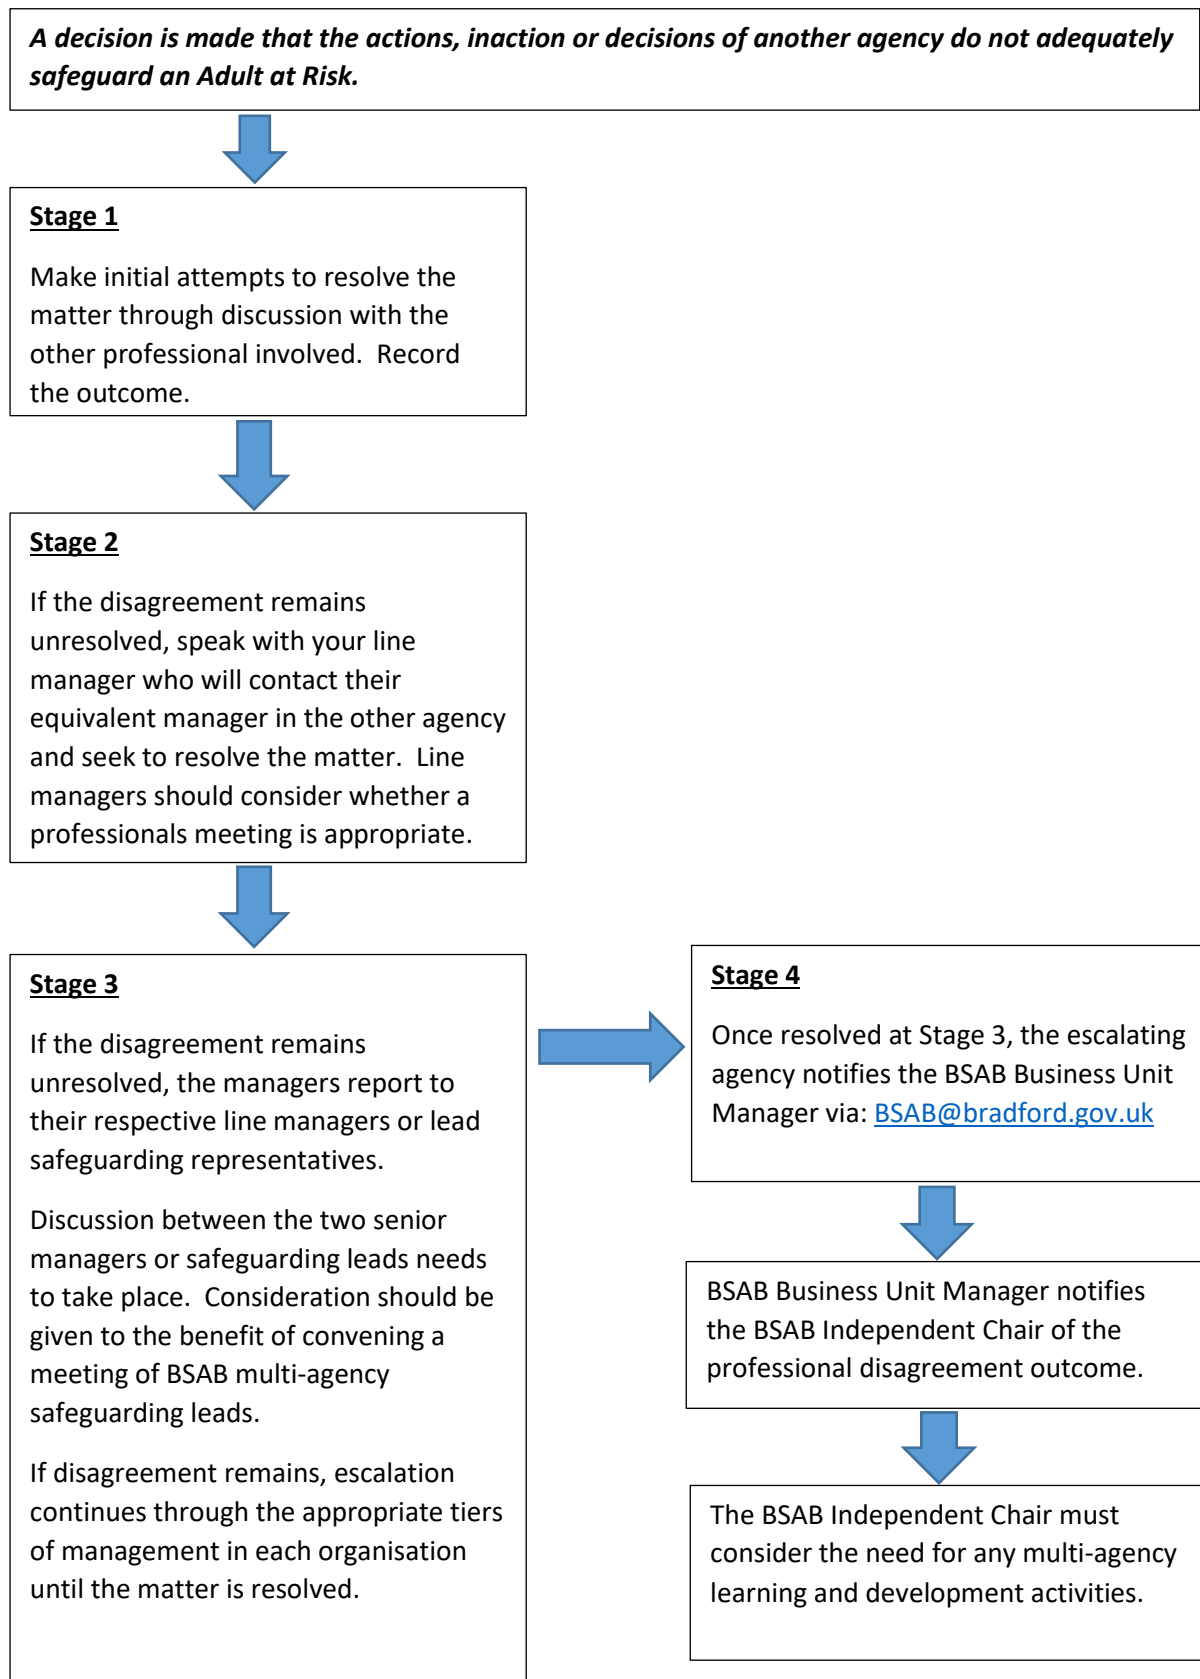 A decision is made that the actions, inaction or decisions of another agency do not adequately
safeguard an Adult at Risk.
Stage 1
Make initial attempts to resolve the
matter through discussion with the
other professional involved.  Record
the outcome.
Stage 2
If the disagreement remains
unresolved, speak with your line
manager who will contact their
equivalent manager in the other agency
and seek to resolve the matter.  Line
managers should consider whether a
professionals meeting is appropriate.
Stage 3
If the disagreement remains
unresolved, the managers report to
their respective line managers or lead
safeguarding representatives.
Discussion between the two senior
managers or safeguarding leads needs
to take place.  Consideration should be
given to the benefit of convening a
meeting of BSAB multi-agency
safeguarding leads.
If disagreement remains, escalation
continues through the appropriate tiers
of management in each organisation
until the matter is resolved.
Stage 4
Once resolved at Stage 3, the escalating
agency notifies the BSAB Business Unit
Manager via: BSAB@bradford.gov.uk
BSAB Business Unit Manager notifies
the BSAB Independent Chair of the
professional disagreement outcome.
The BSAB Independent Chair must
consider the need for any multi-agency
learning and development activities.